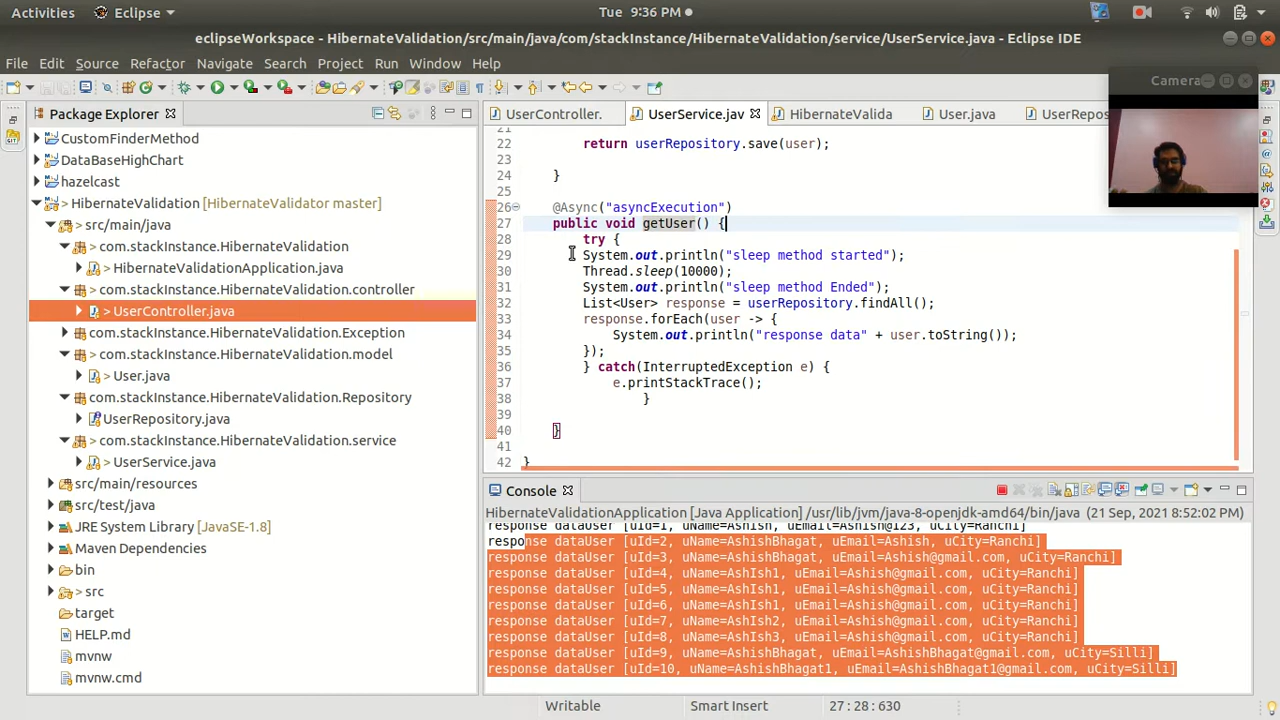 Activities Eclipse Tue 9:36 PM
eclipseWorkspace - HibernateValidation/src/main/java/com/stackInstance/HibernateValidation/service/UserService.java - Eclipse IDE
File Edit Source Refactor Navigate Search Project Run Window Help
Camera
Package Explorer
CustomFinderMethod
DataBaseHighChart
hazelcast
> HibernateValidation [HibernateValidator master]
> src/main/java
> com.stackInstance.HibernateValidation
> HibernateValidationApplication.java
> com.stackInstance.HibernateValidation.controller
> UserController.java
> com.stackInstance.HibernateValidation.Exception
> com.stackInstance.HibernateValidation.model
> User.java
> com.stackInstance.HibernateValidation.Repository
> UserRepository.java
> com.stackInstance.HibernateValidation.service
> UserService.java
src/main/resources
src/test/java
JRE System Library [JavaSE-1.8]
Maven Dependencies
bin
> src
target
HELP.md
mvnw
mvnw.cmd
UserController. UserService.jav HibernateValida User.java UserRepos
21
22 return userRepository.save(user);
23
24 }
25
26 @Async("asyncExecution")
27 public void getUser() {
28 try {
29 System.out.println("sleep method started");
30 Thread.sleep(10000);
31 System.out.println("sleep method Ended");
32 List<User> response = userRepository.findAll();
33 response.forEach(user -> {
34 System.out.println("response data" + user.toString());
35 });
36 } catch(InterruptedException e) {
37 e.printStackTrace();
38 }
39
40 }
41
42 }
Console
HibernateValidationApplication [Java Application] /usr/lib/jvm/java-8-openjdk-amd64/bin/java (21 Sep, 2021 8:52:02 PM)
response dataUser [uId=1, uName=Ashish, uEmail=Ashish@123, uCity=Ranchi]
response dataUser [uId=2, uName=AshishBhagat, uEmail=Ashish, uCity=Ranchi]
response dataUser [uId=3, uName=AshishBhagat, uEmail=Ashish@gmail.com, uCity=Ranchi]
response dataUser [uId=4, uName=AshIsh1, uEmail=Ashish@gmail.com, uCity=Ranchi]
response dataUser [uId=5, uName=AshIsh1, uEmail=Ashish@gmail.com, uCity=Ranchi]
response dataUser [uId=6, uName=AshIsh1, uEmail=Ashish@gmail.com, uCity=Ranchi]
response dataUser [uId=7, uName=AshIsh2, uEmail=Ashish@gmail.com, uCity=Ranchi]
response dataUser [uId=8, uName=AshIsh3, uEmail=Ashish@gmail.com, uCity=Ranchi]
response dataUser [uId=9, uName=AshishBhagat, uEmail=AshishBhagat@gmail.com, uCity=Silli]
response dataUser [uId=10, uName=AshishBhagat1, uEmail=AshishBhagat1@gmail.com, uCity=Silli]
Writable Smart Insert 27 : 28 : 630